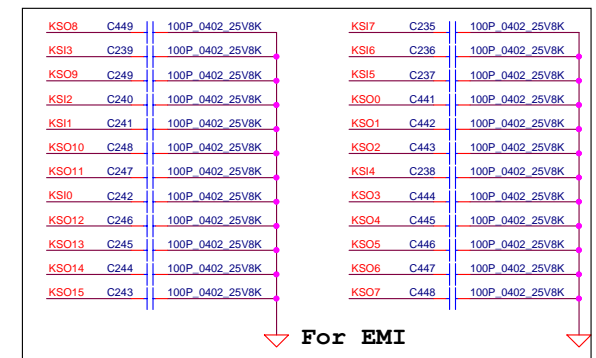 KSO8 C449 100P_0402_25V8K KSI7 C235 100P_0402_25V8K
KSI3 C239 100P_0402_25V8K KSI6 C236 100P_0402_25V8K
KSO9 C249 100P_0402_25V8K KSI5 C237 100P_0402_25V8K
KSI2 C240 100P_0402_25V8K KSO0 C441 100P_0402_25V8K
KSI1 C241 100P_0402_25V8K KSO1 C442 100P_0402_25V8K
KSO10 C248 100P_0402_25V8K KSO2 C443 100P_0402_25V8K
KSO11 C247 100P_0402_25V8K KSI4 C238 100P_0402_25V8K
KSI0 C242 100P_0402_25V8K KSO3 C444 100P_0402_25V8K
KSO12 C246 100P_0402_25V8K KSO4 C445 100P_0402_25V8K
KSO13 C245 100P_0402_25V8K KSO5 C446 100P_0402_25V8K
KSO14 C244 100P_0402_25V8K KSO6 C447 100P_0402_25V8K
KSO15 C243 100P_0402_25V8K KSO7 C448 100P_0402_25V8K
For EMI